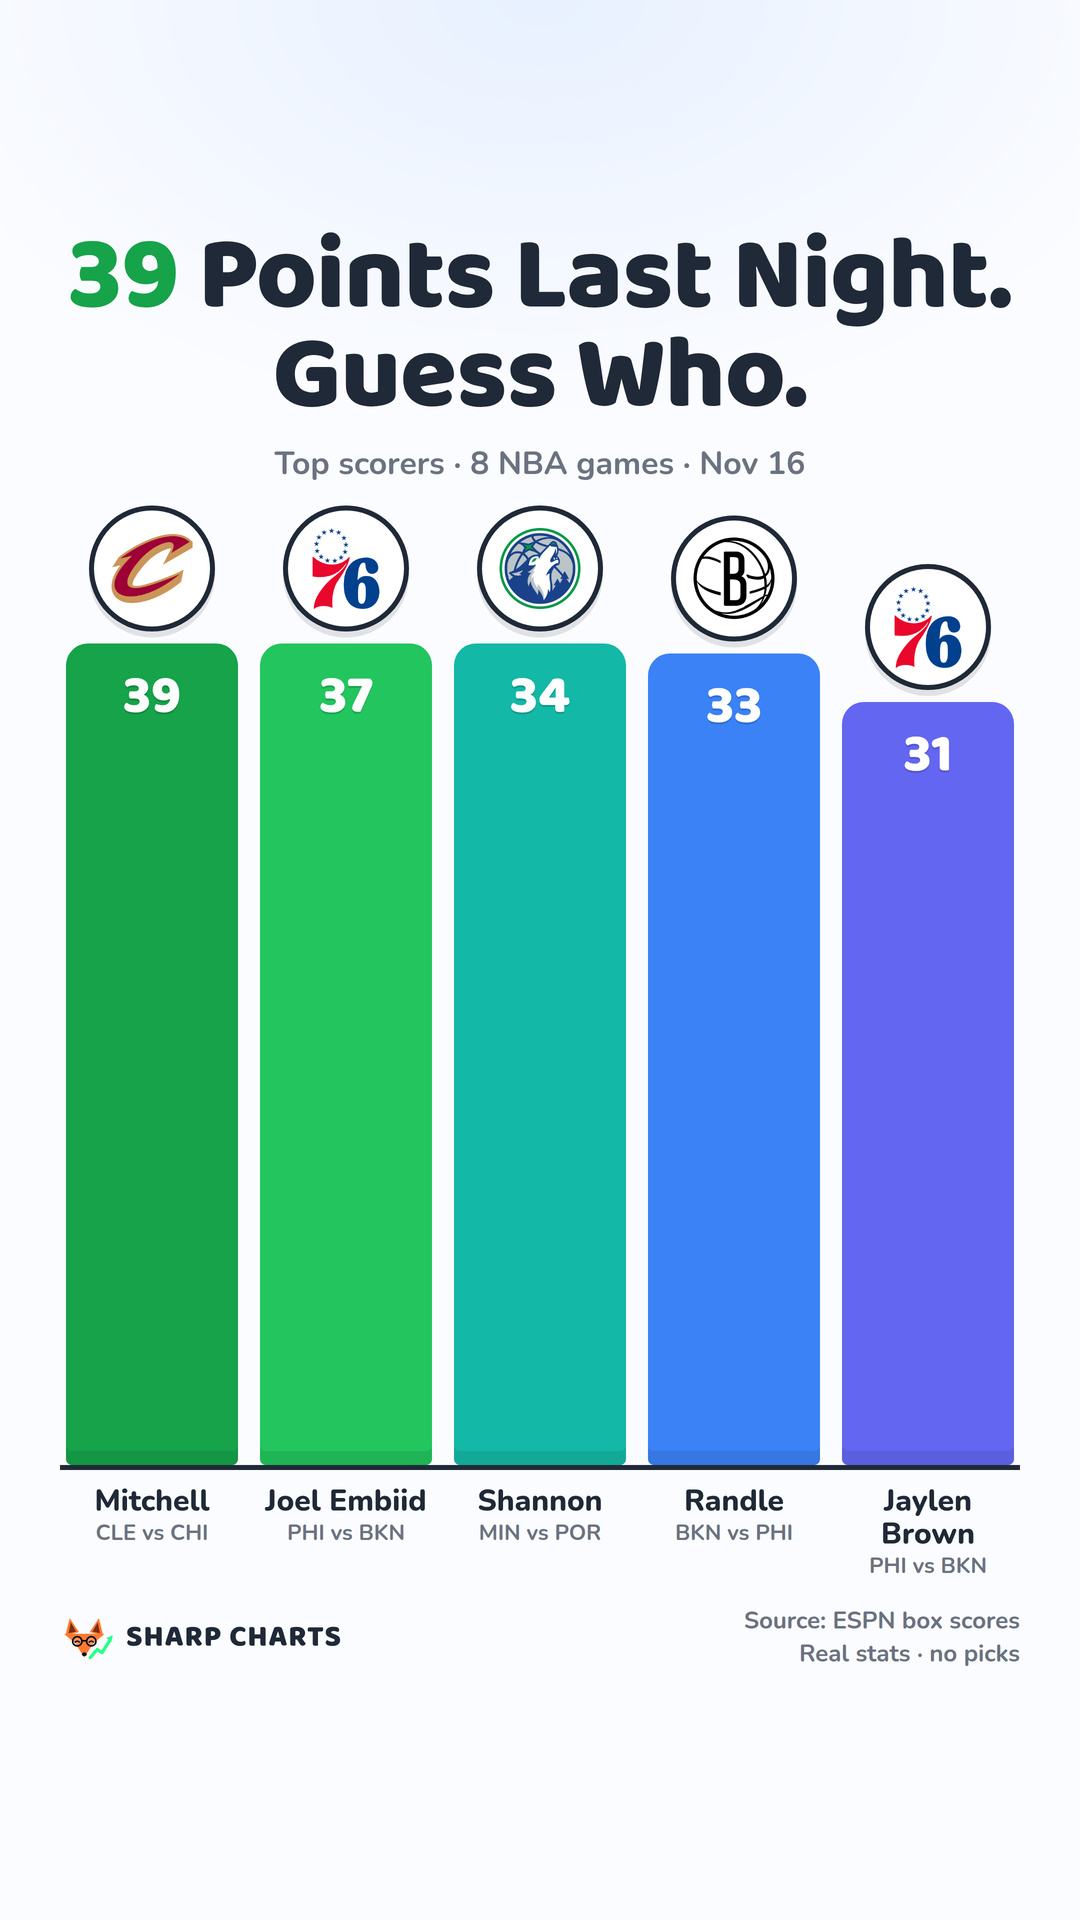 39 Points Last Night.
Guess Who.
Top scorers · 8 NBA games · Nov 16
C
76
B
76
39
37
34
33
31
Mitchell
CLE vs CHI
Joel Embiid
PHI vs BKN
Shannon
MIN vs POR
Randle
BKN vs PHI
Jaylen
Brown
PHI vs BKN
SHARP CHARTS
Source: ESPN box scores
Real stats · no picks